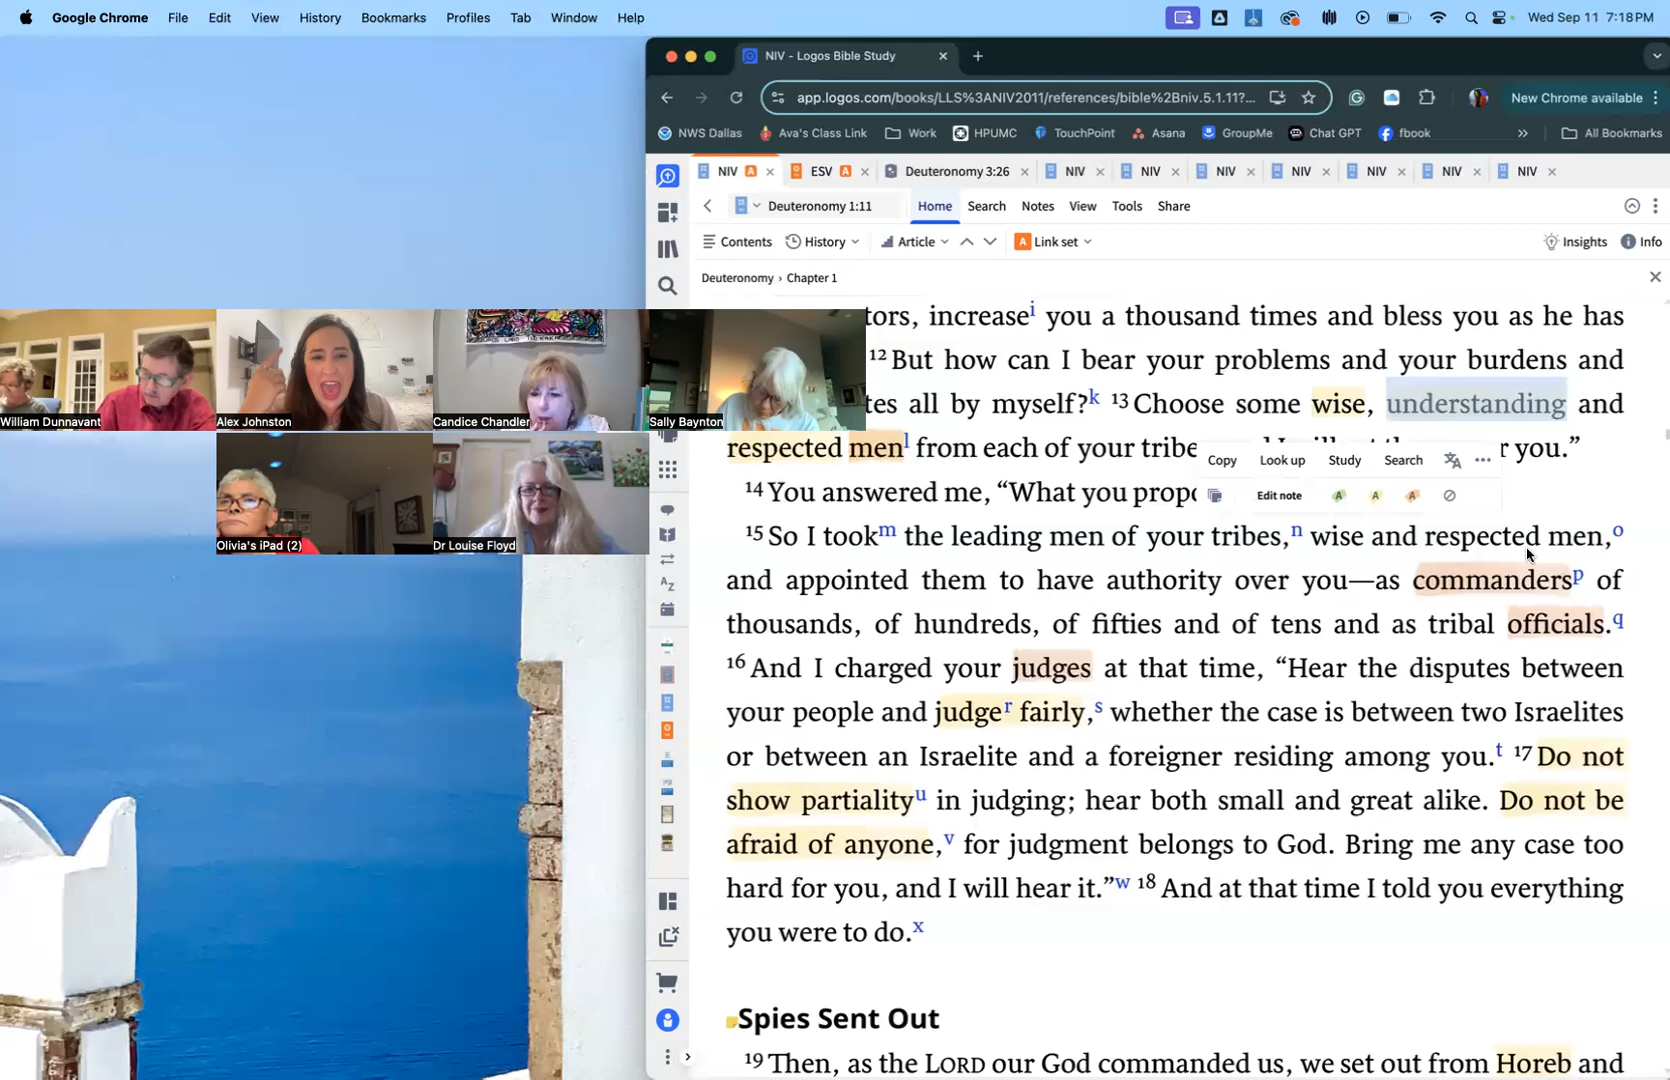 Google Chrome File Edit View History Bookmarks Profiles Tab Window Help Wed Sep 11 7:18 PM
NIV - Logos Bible Study
app.logos.com/books/LLS%3ANIV2011/references/bible%2Bniv.5.1.11?... New Chrome available
NWS Dallas Ava's Class Link Work HPUMC TouchPoint Asana GroupMe Chat GPT fbook » All Bookmarks
NIV A ESV A Deuteronomy 3:26 NIV NIV NIV NIV NIV NIV NIV
Deuteronomy 1:11 Home Search Notes View Tools Share
Contents History Article A Link set Insights Info
Deuteronomy › Chapter 1
tors, increase i you a thousand times and bless you as he has
12 But how can I bear your problems and your burdens and
tes all by myself? k 13 Choose some wise, understanding and
respected men l from each of your tribe r you.”
Copy Look up Study Search
14 You answered me, “What you propo
Edit note A A A
15 So I took m the leading men of your tribes, n wise and respected men, o
and appointed them to have authority over you—as commanders p of
thousands, of hundreds, of fifties and of tens and as tribal officials. q
16 And I charged your judges at that time, “Hear the disputes between
your people and judge r fairly, s whether the case is between two Israelites
or between an Israelite and a foreigner residing among you. t 17 Do not
show partiality u in judging; hear both small and great alike. Do not be
afraid of anyone, v for judgment belongs to God. Bring me any case too
hard for you, and I will hear it.” w 18 And at that time I told you everything
you were to do. x
Spies Sent Out
19 Then, as the LORD our God commanded us, we set out from Horeb and
William Dunnavant
Alex Johnston
Candice Chandler
Sally Baynton
Olivia's iPad (2)
Dr Louise Floyd